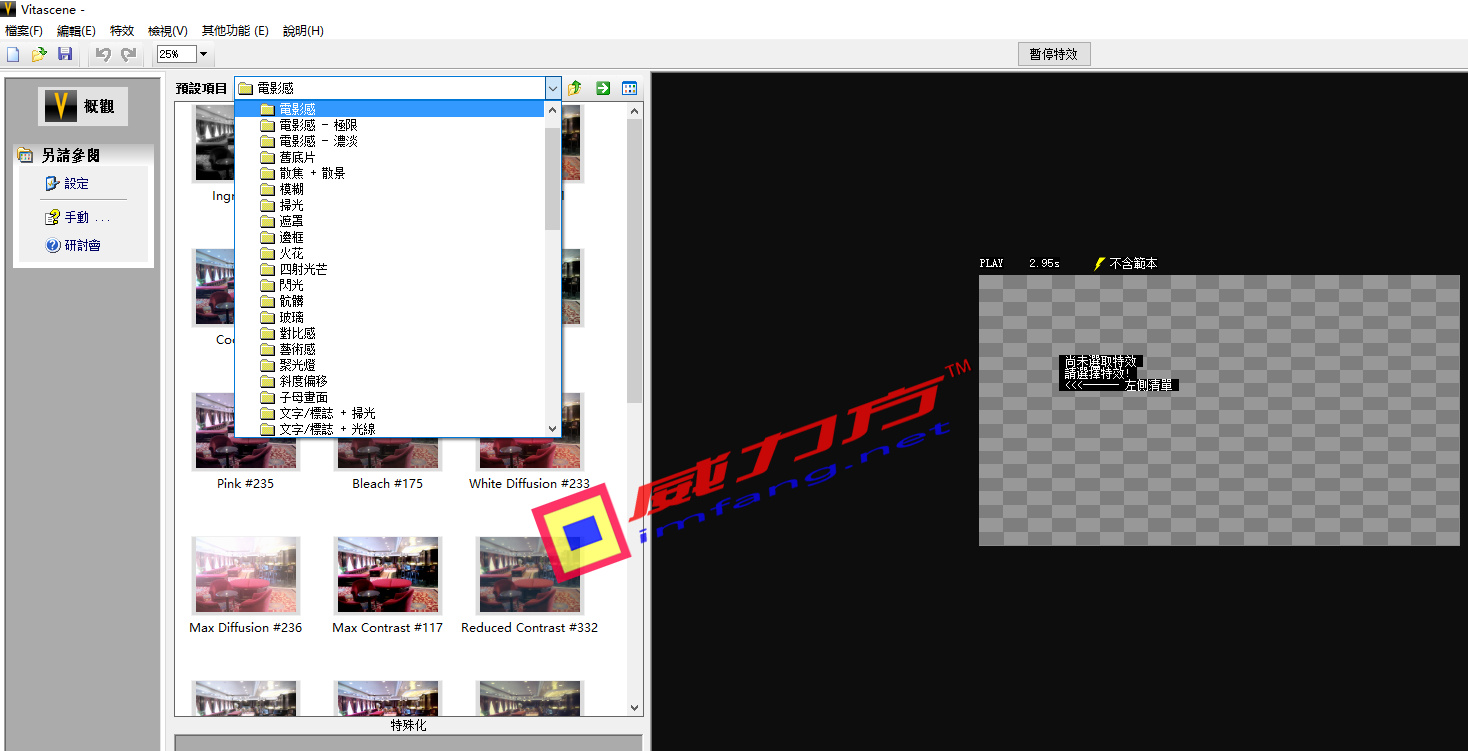 Vitascene -
檔案(F) 編輯(E) 特效 檢視(V) 其他功能 (E) 說明(H)
25%
暫停特效
概觀
另請參閱
設定
手動 ...
研討會
預設項目
電影感
電影感
電影感 - 極限
電影感 - 濃淡
舊底片
散焦 + 散景
模糊
掃光
遮罩
邊框
火花
四射光芒
閃光
骯髒
玻璃
對比感
藝術感
聚光燈
斜度偏移
子母畫面
文字/標誌 + 掃光
文字/標誌 + 光線
Pink #235
Bleach #175
White Diffusion #233
Max Diffusion #236
Max Contrast #117
Reduced Contrast #332
特殊化
PLAY 2.95s 不含範本
尚未選取特效
請選擇特效!
<<<───── 左側清單
威力方™
imfang.net